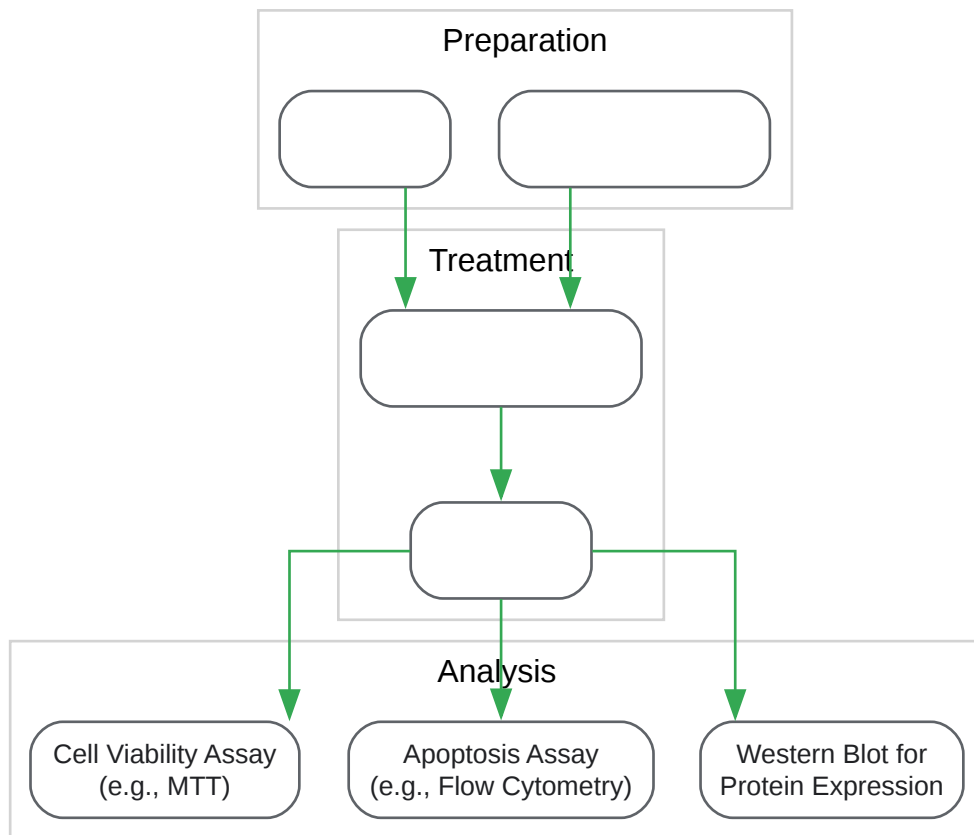 Preparation
Treatment
Analysis
Cell Viability Assay
(e.g., MTT)
Apoptosis Assay
(e.g., Flow Cytometry)
Western Blot for
Protein Expression